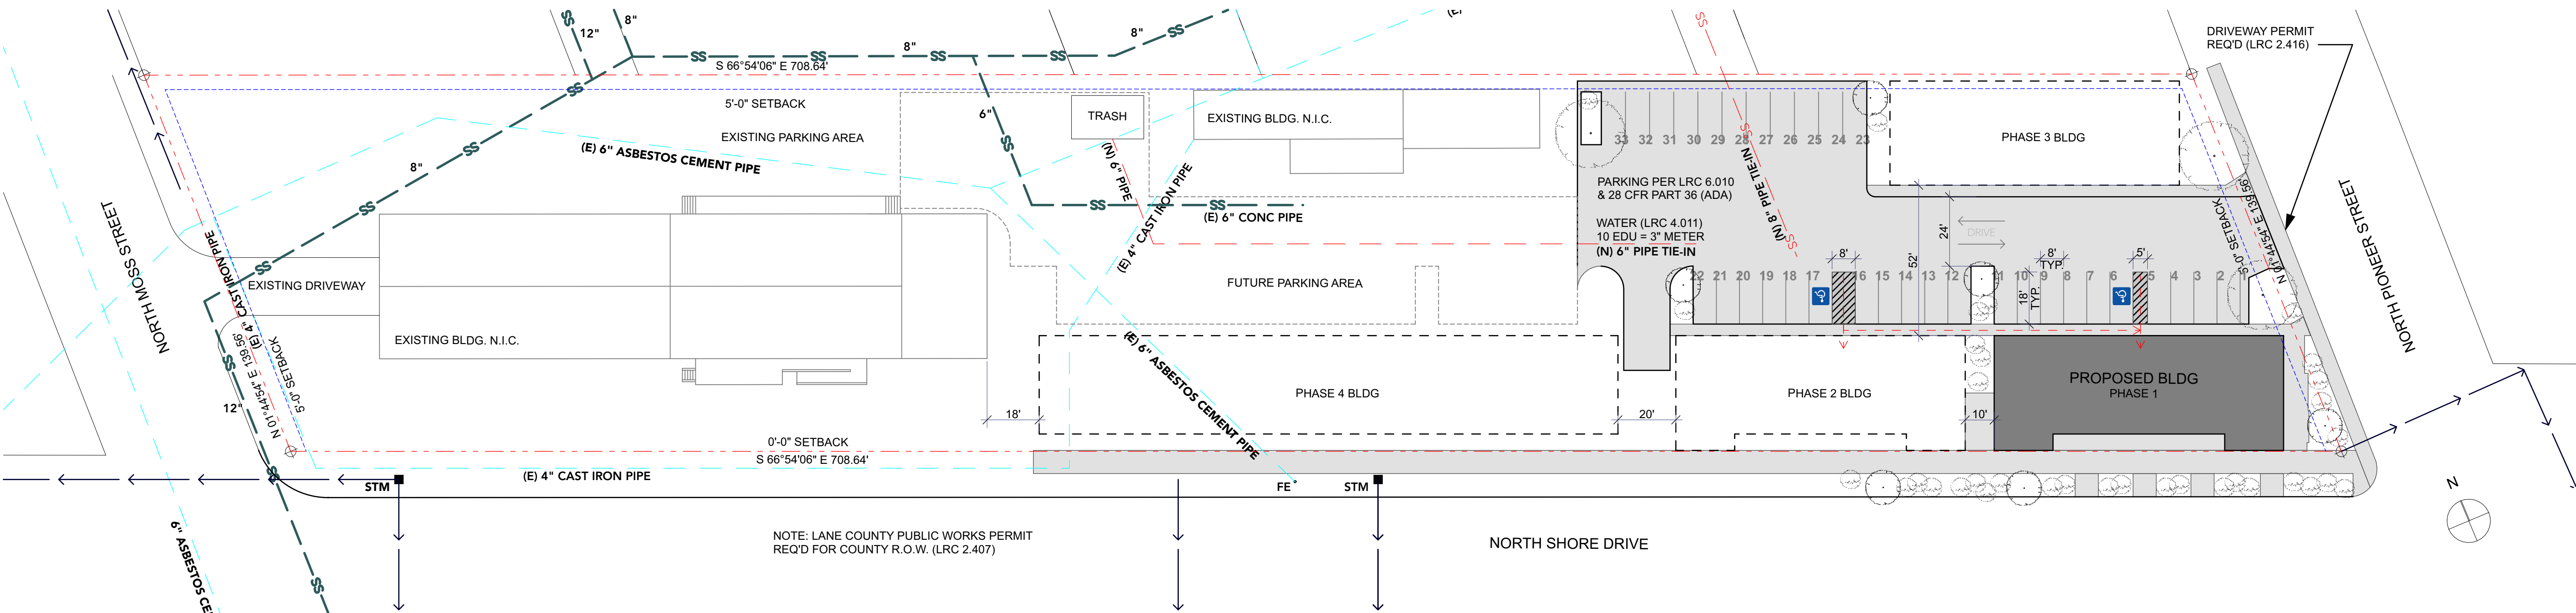 12"
8"
SS
8"
8"
(E)
SS
DRIVEWAY PERMIT
REQ'D (LRC 2.416)
S 66°54'06" E 708.64'
5'-0" SETBACK
EXISTING PARKING AREA
(E) 6" ASBESTOS CEMENT PIPE
8"
6"
TRASH
EXISTING BLDG. N.I.C.
(N) 6" PIPE
(E) 4" CAST IRON PIPE
(E) 6" CONC PIPE
33 32 31 30 29 28 27 26 25 24 23
PHASE 3 BLDG
PARKING PER LRC 6.010
& 28 CFR PART 36 (ADA)
WATER (LRC 4.011)
10 EDU = 3" METER
(N) 6" PIPE TIE-IN
(N) 8" PIPE TIE-IN
SS
52'
24'
DRIVE
5'-0" SETBACK
N 01°44'54" E 139.56'
NORTH PIONEER STREET
NORTH MOSS STREET
(E) 4" CAST IRON PIPE
EXISTING DRIVEWAY
EXISTING BLDG. N.I.C.
N 01°44'54" E 139.56'
5'-0" SETBACK
12"
FUTURE PARKING AREA
8'
8'
TYP.
5'
18'
TYP.
22 21 20 19 18 17 16 15 14 13 12 11 10 9 8 7 6 5 4 3 2 1
(E) 6" ASBESTOS CEMENT PIPE
PHASE 4 BLDG
PHASE 2 BLDG
PROPOSED BLDG
PHASE 1
18'
20'
10'
0'-0" SETBACK
S 66°54'06" E 708.64'
(E) 4" CAST IRON PIPE
STM
FE
STM
N
NOTE: LANE COUNTY PUBLIC WORKS PERMIT
REQ'D FOR COUNTY R.O.W. (LRC 2.407)
NORTH SHORE DRIVE
6" ASBESTOS CE